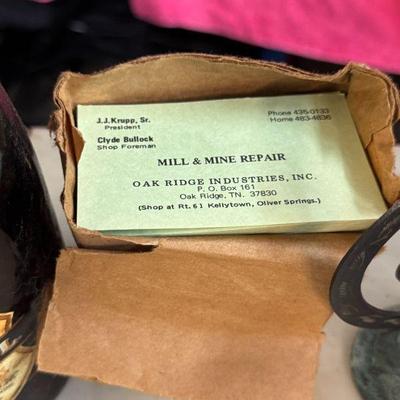 J.J. Krupp, Sr.
President
Clyde Bullock
Shop Foreman
Phone 435-0133
Home 483-4836
MILL & MINE REPAIR
OAK RIDGE INDUSTRIES, INC.
P. O. Box 161
Oak Ridge, TN. 37830
(Shop at Rt. 61 Kellytown, Oliver Springs.)